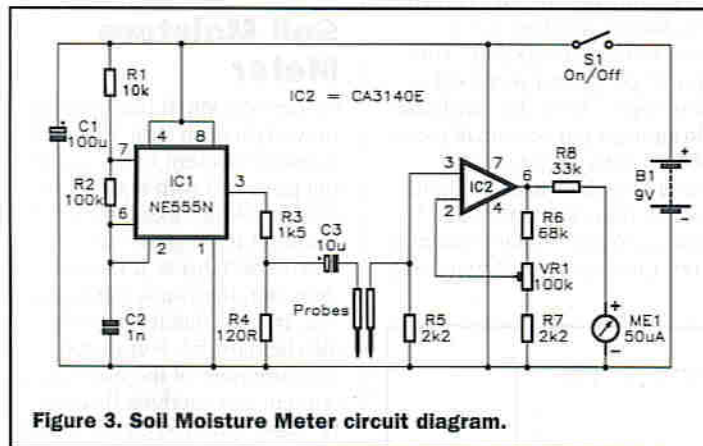 Soil Moisture
Meter
S1
On/Off
R1
10k
IC2 = CA3140E
C1
100u
4 8
7
3 7 6 R8
33k
B1
9V
R2
100k
IC1
NE555N
3
IC2
6
R3
1k5
C3
10u
2 4
R6
68k
2 1
VR1
100k
C2
1n
R4
120R
Probes
R5
2k2
R7
2k2
ME1
50uA
Figure 3. Soil Moisture Meter circuit diagram.